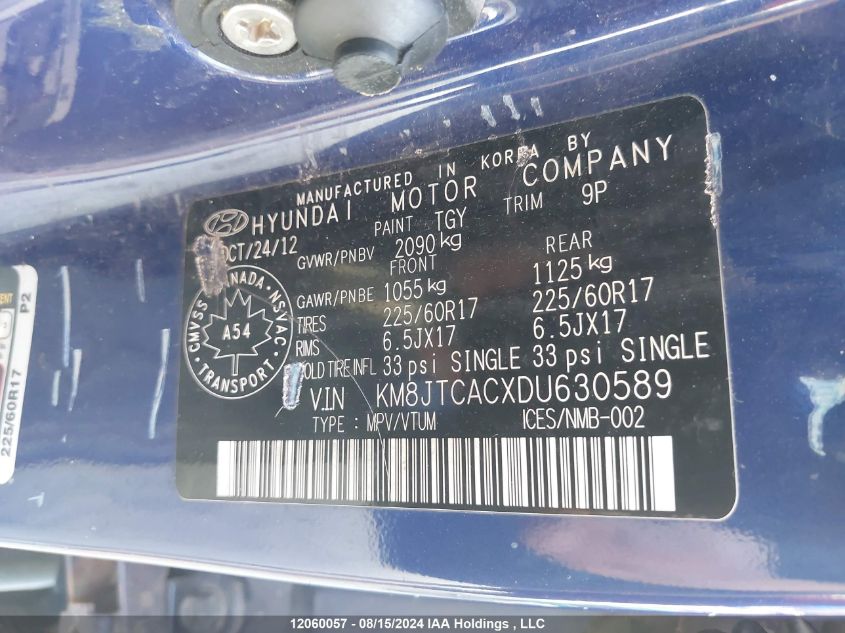 MANUFACTURED IN KOREA BY
HYUNDAI MOTOR COMPANY
OCT/24/12 PAINT TGY TRIM 9P
GVWR/PNBV 2090 kg
FRONT REAR
GAWR/PNBE 1055 kg 1125 kg
TIRES 225/60R17 225/60R17
RIMS 6.5JX17 6.5JX17
COLD TIRE INFL 33 psi SINGLE 33 psi SINGLE
V.I.N KM8JTCACXDU630589
TYPE : MPV/VTUM ICES/NMB-002
CMVSS CANADA NSVAC
A54
TRANSPORT
P2
225/60R17
12060057 - 08/15/2024 IAA Holdings , LLC